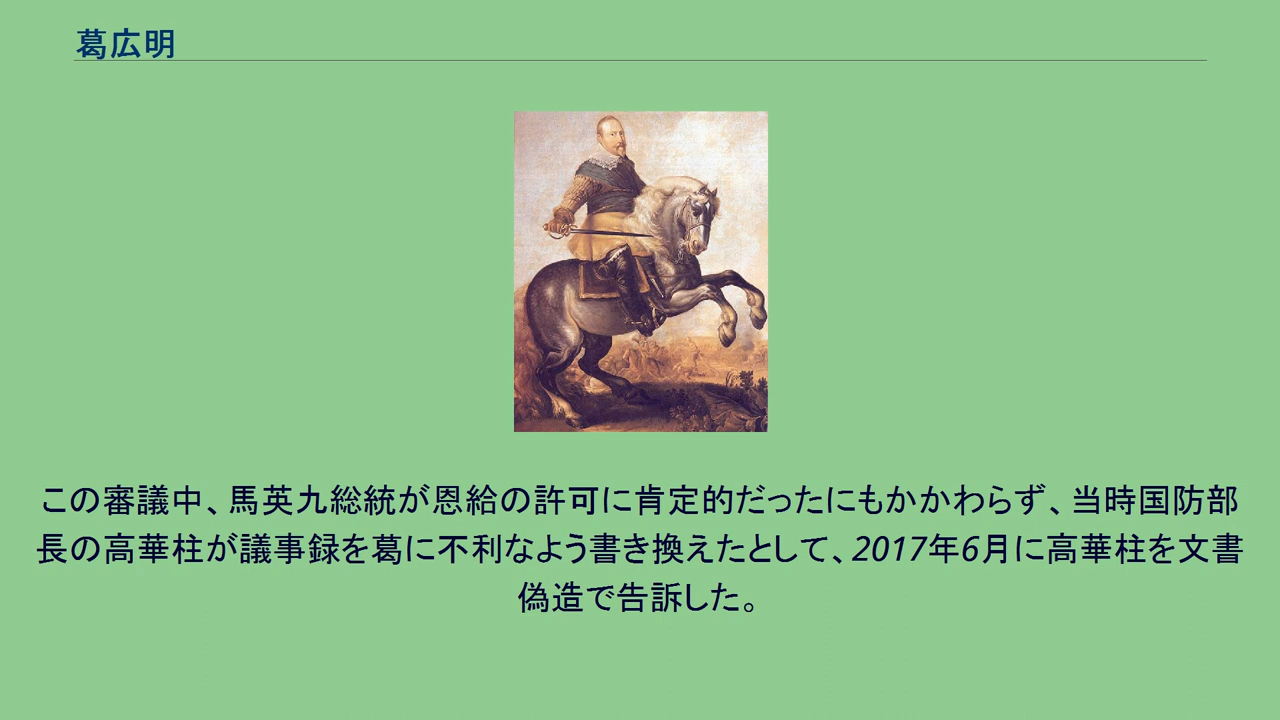 葛広明
この審議中、馬英九総統が恩給の許可に肯定的だったにもかかわらず、当時国防部
長の高華柱が議事録を葛に不利なよう書き換えたとして、2017年6月に高華柱を文書
偽造で告訴した。